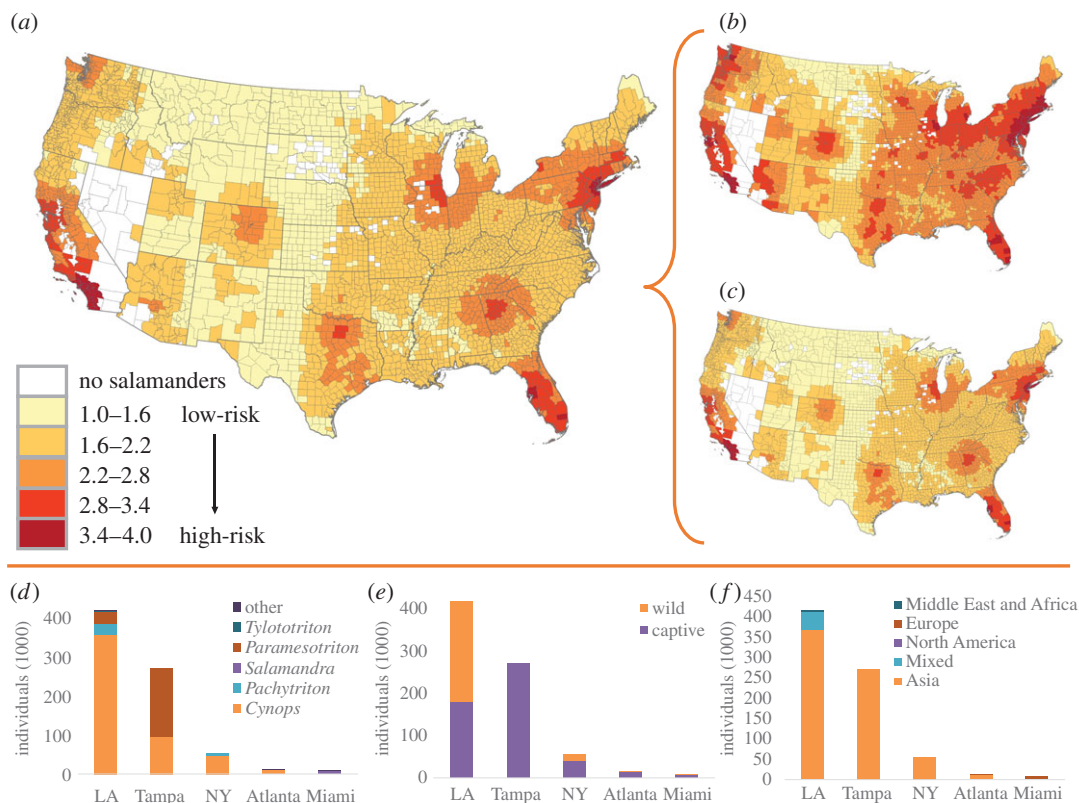 (a)
(b)
(c)
no salamanders
1.0–1.6 low-risk
1.6–2.2
2.2–2.8
2.8–3.4
3.4–4.0 high-risk
(d)
individuals (1000)
400
300
200
100
0
other
Tylototriton
Paramesotriton
Salamandra
Pachytriton
Cynops
LA Tampa NY Atlanta Miami
(e)
individuals (1000)
400
300
200
100
0
wild
captive
LA Tampa NY Atlanta Miami
(f)
individuals (1000)
450
400
350
300
250
200
150
100
50
0
Middle East and Africa
Europe
North America
Mixed
Asia
LA Tampa NY Atlanta Miami